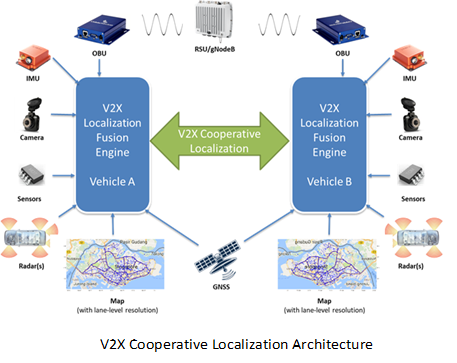 RSU/gNodeB
OBU
OBU
IMU
IMU
V2X
Localization
Fusion
Engine
Vehicle A
V2X Cooperative
Localization
V2X
Localization
Fusion
Engine
Vehicle B
Camera
Camera
Sensors
Sensors
Radar(s)
Radar(s)
GNSS
Map
(with lane-level resolution)
Map
(with lane-level resolution)
V2X Cooperative Localization Architecture